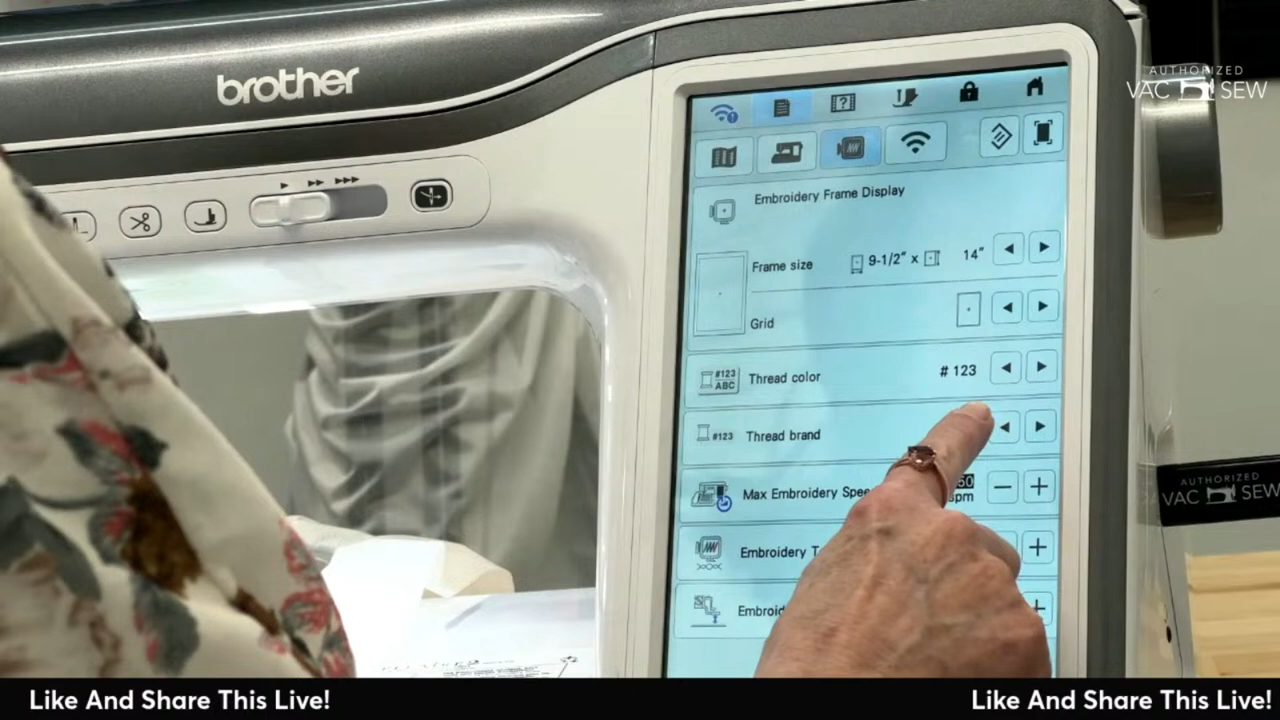 brother
AUTHORIZED
VAC SEW
Embroidery Frame Display
Frame size 9-1/2" x 14"
Grid
#123
ABC
Thread color #123
#123 Thread brand
Max Embroidery Spe
spm
Embroidery T
Embroid
AUTHORIZED
VAC SEW
Like And Share This Live!
Like And Share This Live!